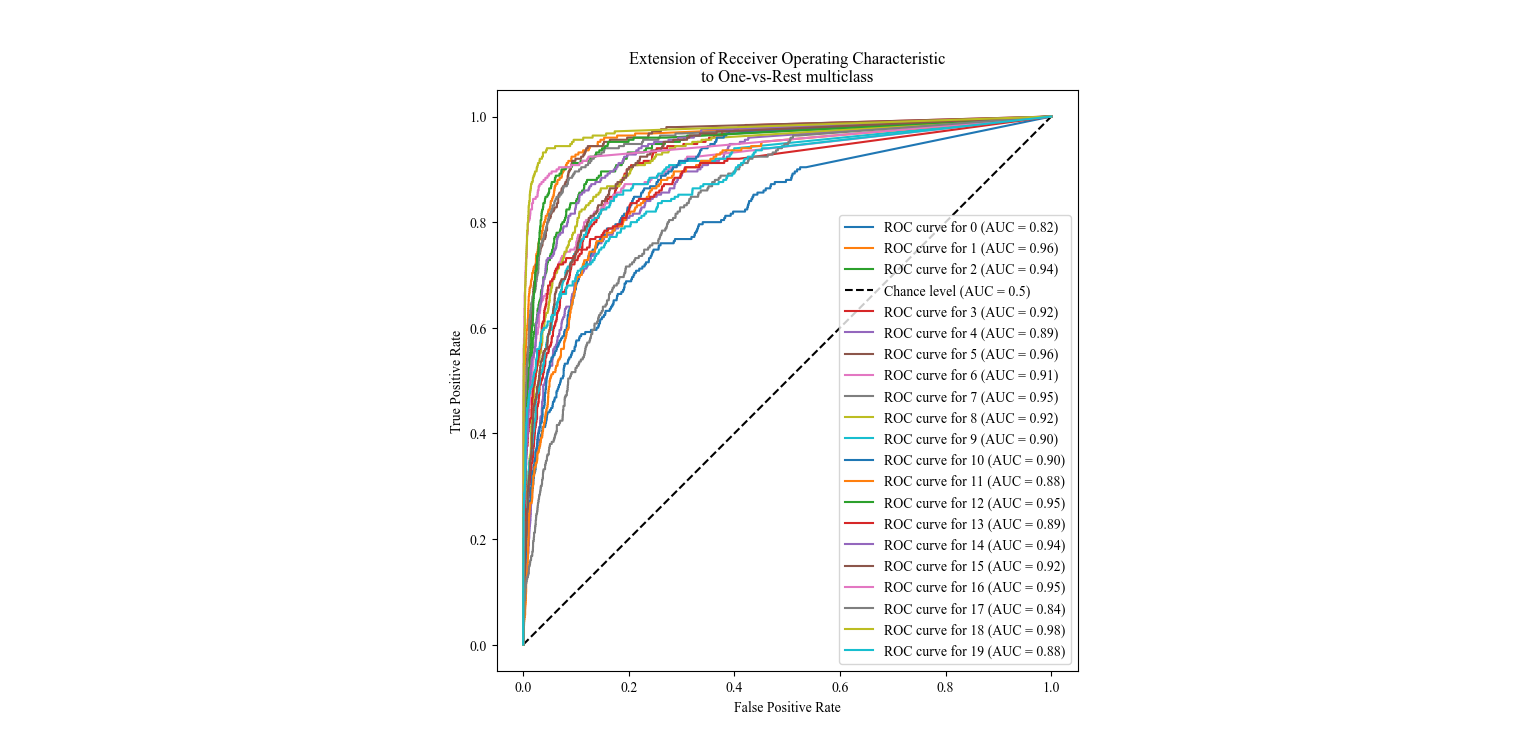 Extension of Receiver Operating Characteristic
to One-vs-Rest multiclass
True Positive Rate
1.0
0.8
0.6
0.4
0.2
0.0
ROC curve for 0 (AUC = 0.82)
ROC curve for 1 (AUC = 0.96)
ROC curve for 2 (AUC = 0.94)
Chance level (AUC = 0.5)
ROC curve for 3 (AUC = 0.92)
ROC curve for 4 (AUC = 0.89)
ROC curve for 5 (AUC = 0.96)
ROC curve for 6 (AUC = 0.91)
ROC curve for 7 (AUC = 0.95)
ROC curve for 8 (AUC = 0.92)
ROC curve for 9 (AUC = 0.90)
ROC curve for 10 (AUC = 0.90)
ROC curve for 11 (AUC = 0.88)
ROC curve for 12 (AUC = 0.95)
ROC curve for 13 (AUC = 0.89)
ROC curve for 14 (AUC = 0.94)
ROC curve for 15 (AUC = 0.92)
ROC curve for 16 (AUC = 0.95)
ROC curve for 17 (AUC = 0.84)
ROC curve for 18 (AUC = 0.98)
ROC curve for 19 (AUC = 0.88)
0.0 0.2 0.4 0.6 0.8 1.0
False Positive Rate